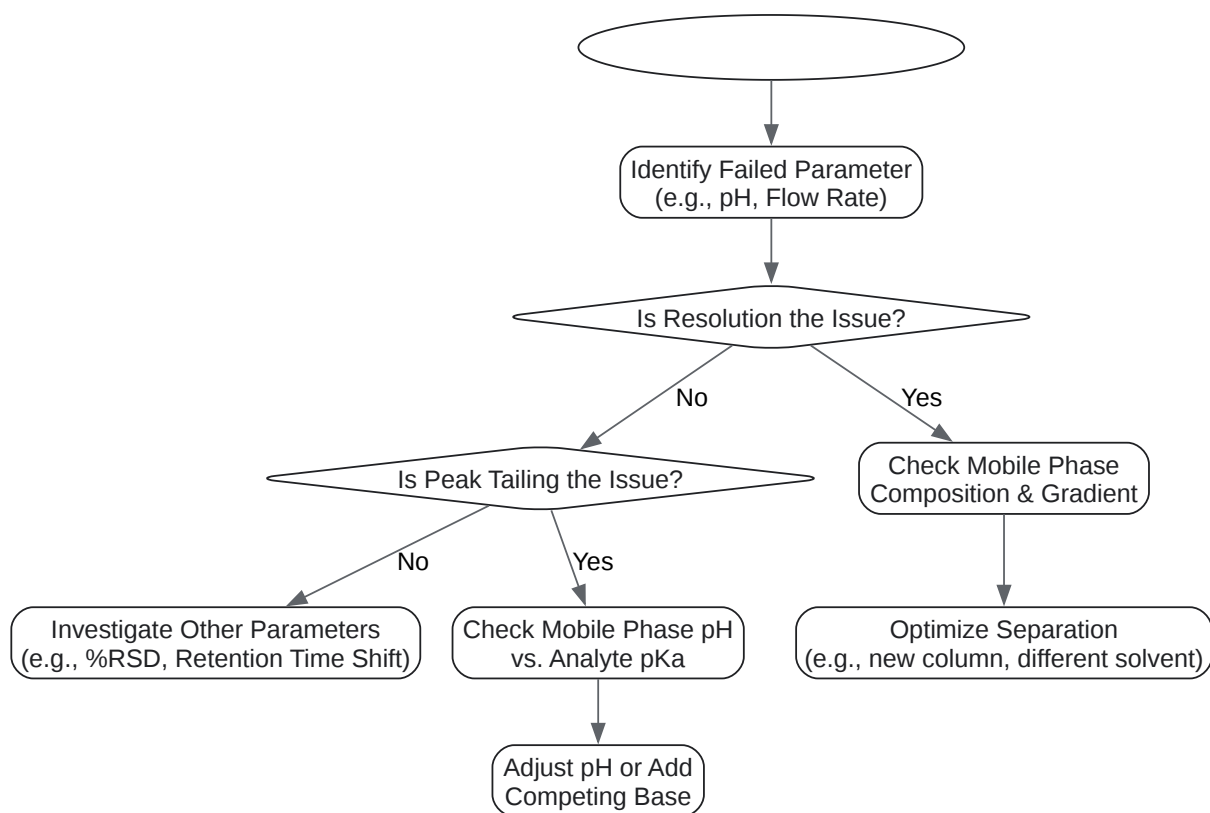 Identify Failed Parameter
(e.g., pH, Flow Rate)
Is Resolution the Issue?
No
Yes
Is Peak Tailing the Issue?
Check Mobile Phase
Composition & Gradient
No
Yes
Investigate Other Parameters
(e.g., %RSD, Retention Time Shift)
Check Mobile Phase pH
vs. Analyte pKa
Optimize Separation
(e.g., new column, different solvent)
Adjust pH or Add
Competing Base